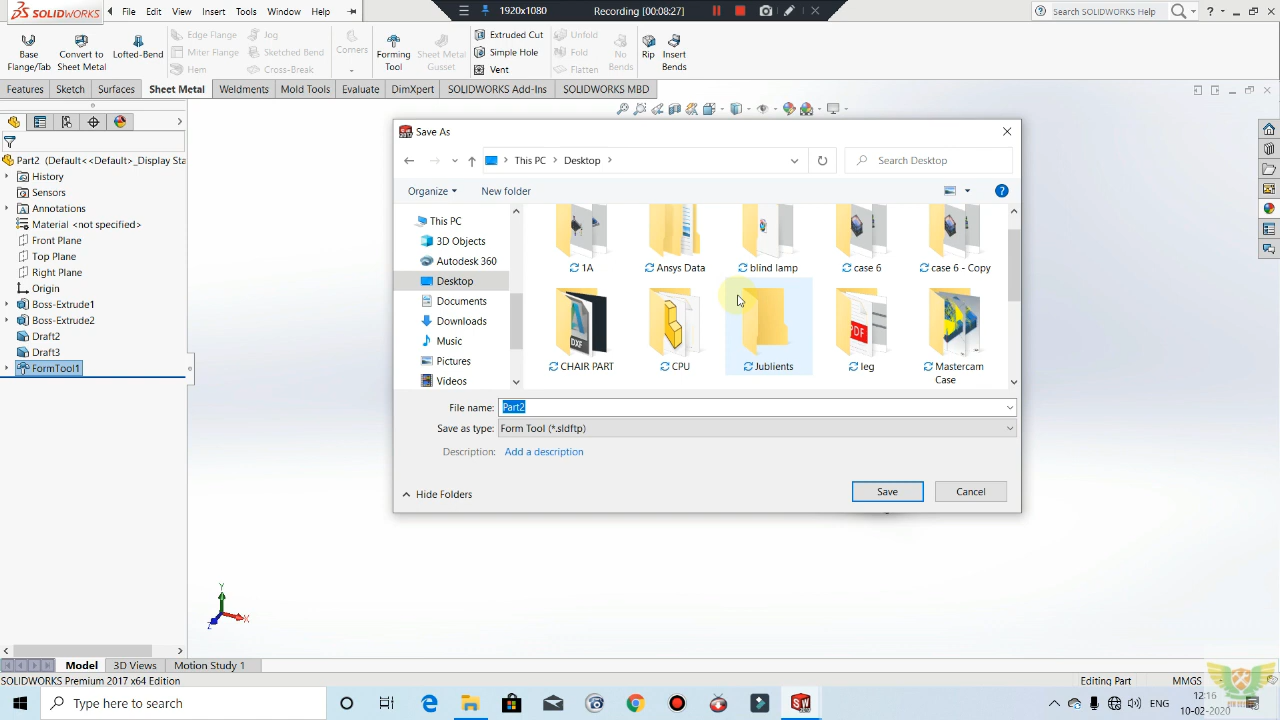 SOLIDWORKS File Edit View Insert Tools Window Help 1920x1080 Recording [00:08:27] Search SOLIDWORKS Help
Base Flange/Tab
Convert to Sheet Metal
Lofted-Bend
Edge Flange
Miter Flange
Hem
Jog
Sketched Bend
Cross-Break
Corners
Forming Tool
Sheet Metal Gusset
Extruded Cut
Simple Hole
Vent
Unfold
Fold
Flatten
No Bends
Rip
Insert Bends
Features Sketch Surfaces Sheet Metal Weldments Mold Tools Evaluate DimXpert SOLIDWORKS Add-Ins SOLIDWORKS MBD
Part2 (Default<<Default>_Display Sta
History
Sensors
Annotations
Material <not specified>
Front Plane
Top Plane
Right Plane
Origin
Boss-Extrude1
Boss-Extrude2
Draft2
Draft3
FormTool1
Save As
This PC > Desktop > Search Desktop
Organize New folder
This PC
3D Objects
Autodesk 360
Desktop
Documents
Downloads
Music
Pictures
Videos
1A Ansys Data blind lamp case 6 case 6 - Copy
CHAIR PART CPU Jublients leg Mastercam Case
File name: Part2
Save as type: Form Tool (*.sldftp)
Description: Add a description
Hide Folders Save Cancel
Y
X
Z
Model 3D Views Motion Study 1
SOLIDWORKS Premium 2017 x64 Edition Editing Part MMGS
Type here to search ENG 12:16
10-02-2020